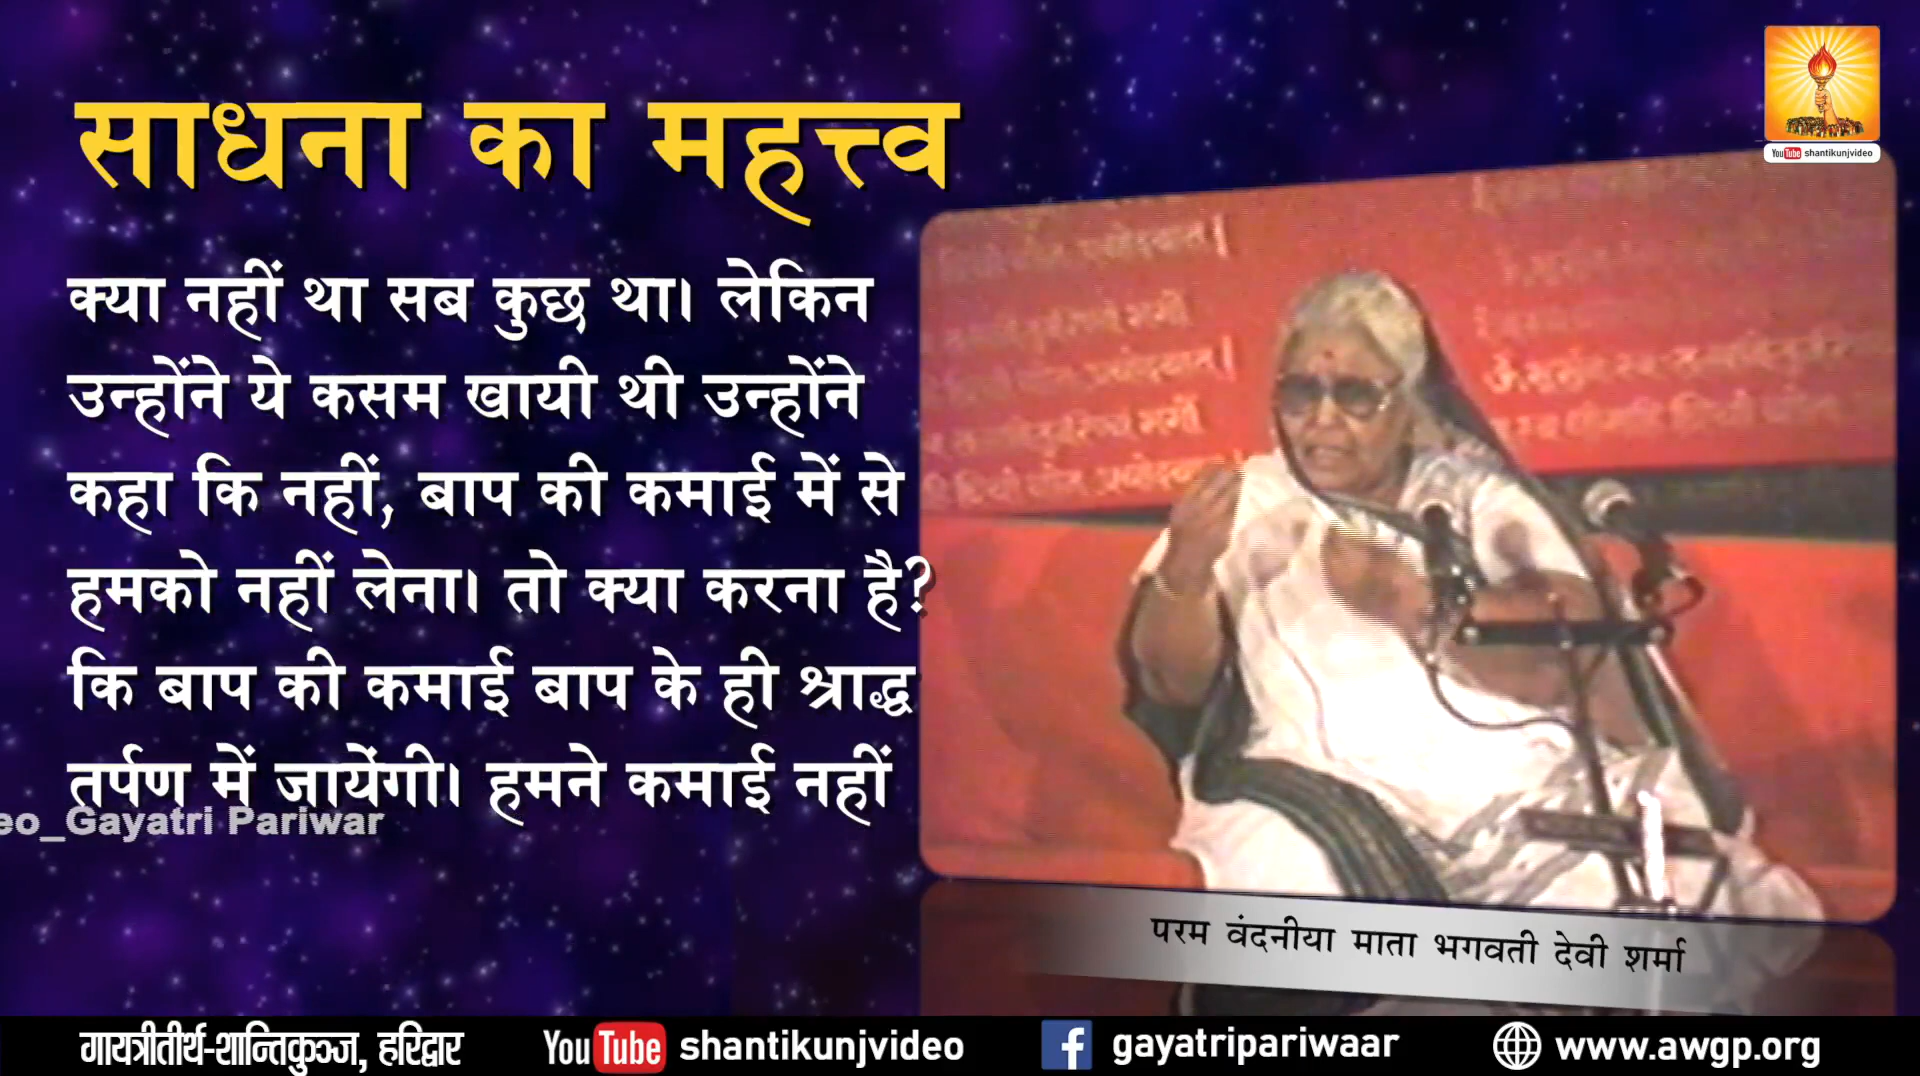 YouTube shantikunjvideo
साधना का महत्त्व
क्या नहीं था सब कुछ था। लेकिन
उन्होंने ये कसम खायी थी उन्होंने
कहा कि नहीं, बाप की कमाई में से
हमको नहीं लेना। तो क्या करना है?
कि बाप की कमाई बाप के ही श्राद्ध
तर्पण में जायेंगी। हमने कमाई नहीं
eo_Gayatri Pariwar
परम वंदनीया माता भगवती देवी शर्मा
गायत्रीतीर्थ-शान्तिकुञ्ज, हरिद्वार YouTube shantikunjvideo gayatripariwaar www.awgp.org